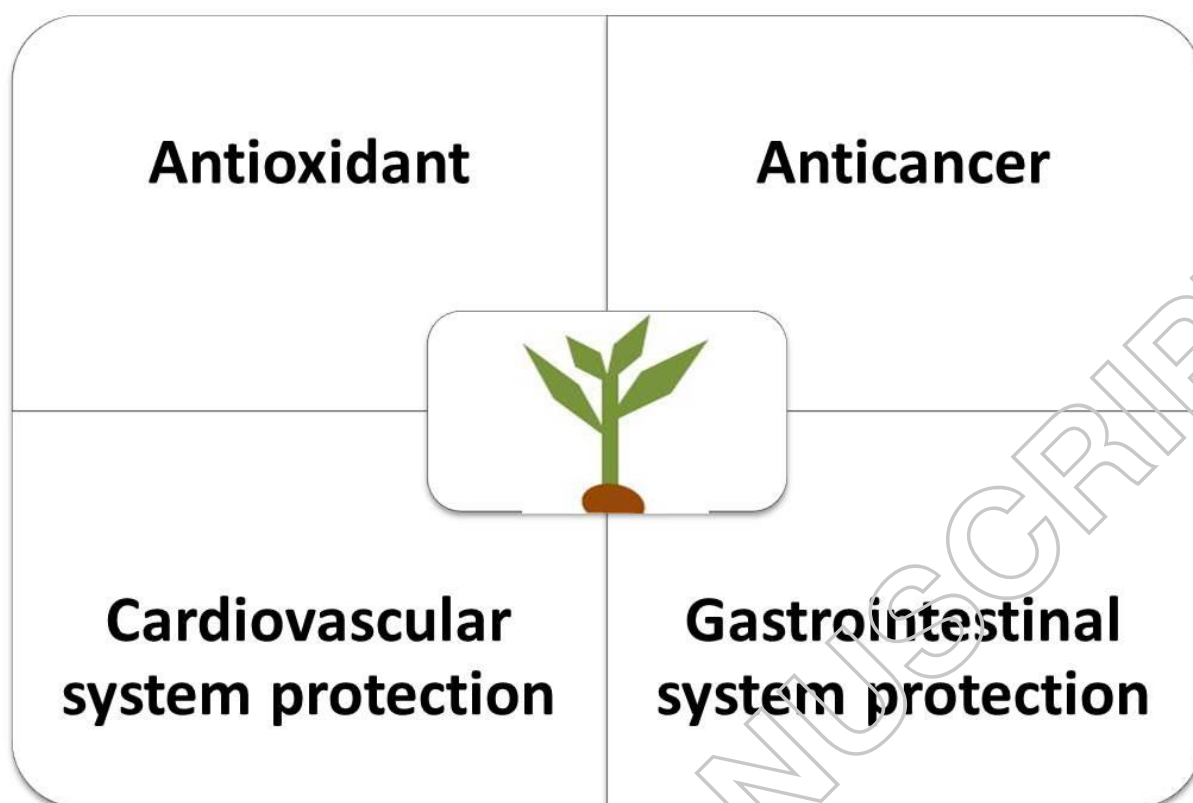 Antioxidant
Anticancer
Cardiovascular
system protection
Gastrointestinal
system protection